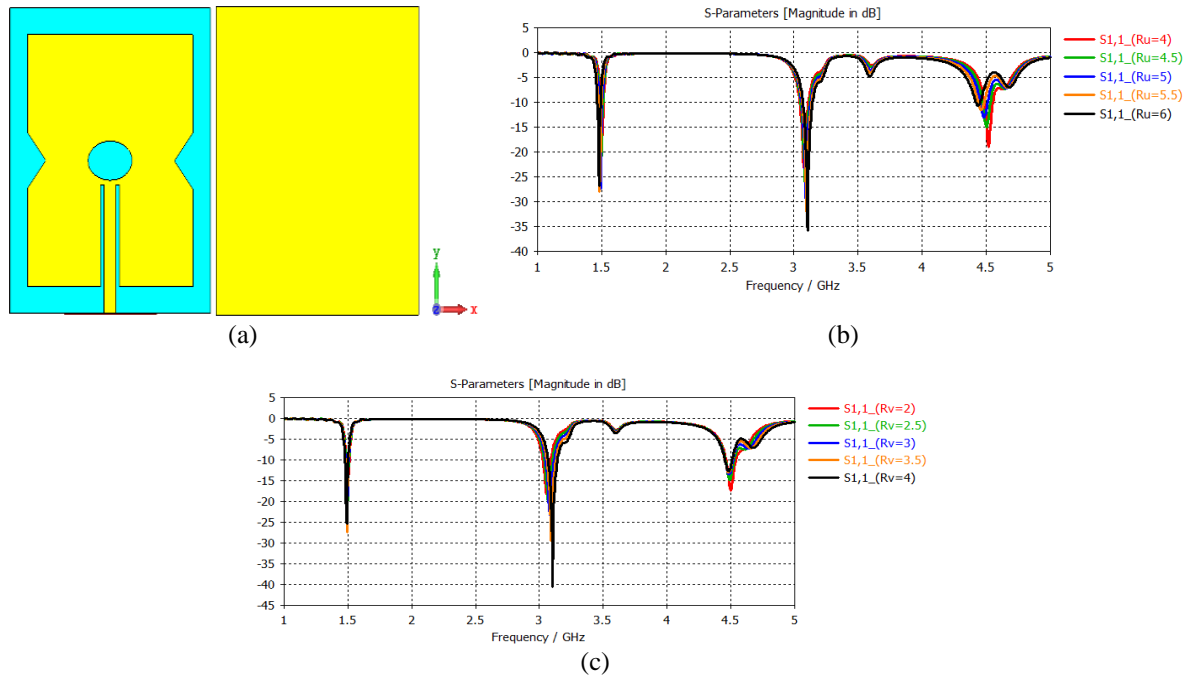 y
x
z
(a)
S-Parameters [Magnitude in dB]
5
0
-5
-10
-15
-20
-25
-30
-35
-40
1
1.5
2
2.5
3
3.5
4
4.5
5
Frequency / GHz
S1,1_(Ru=4)
S1,1_(Ru=4.5)
S1,1_(Ru=5)
S1,1_(Ru=5.5)
S1,1_(Ru=6)
(b)
S-Parameters [Magnitude in dB]
5
0
-5
-10
-15
-20
-25
-30
-35
-40
-45
1
1.5
2
2.5
3
3.5
4
4.5
5
Frequency / GHz
S1,1_(Rv=2)
S1,1_(Rv=2.5)
S1,1_(Rv=3)
S1,1_(Rv=3.5)
S1,1_(Rv=4)
(c)